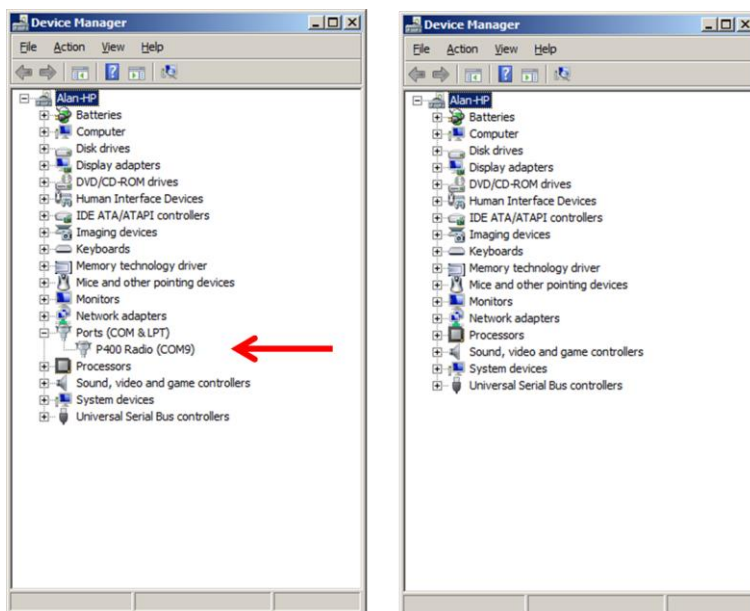 Device Manager
File Action View Help
Alan-HP
Batteries
Computer
Disk drives
Display adapters
DVD/CD-ROM drives
Human Interface Devices
IDE ATA/ATAPI controllers
Imaging devices
Keyboards
Memory technology driver
Mice and other pointing devices
Monitors
Network adapters
Ports (COM & LPT)
P400 Radio (COM9)
Processors
Sound, video and game controllers
System devices
Universal Serial Bus controllers
Device Manager
File Action View Help
Alan-HP
Batteries
Computer
Disk drives
Display adapters
DVD/CD-ROM drives
Human Interface Devices
IDE ATA/ATAPI controllers
Imaging devices
Keyboards
Memory technology driver
Mice and other pointing devices
Monitors
Network adapters
Processors
Sound, video and game controllers
System devices
Universal Serial Bus controllers